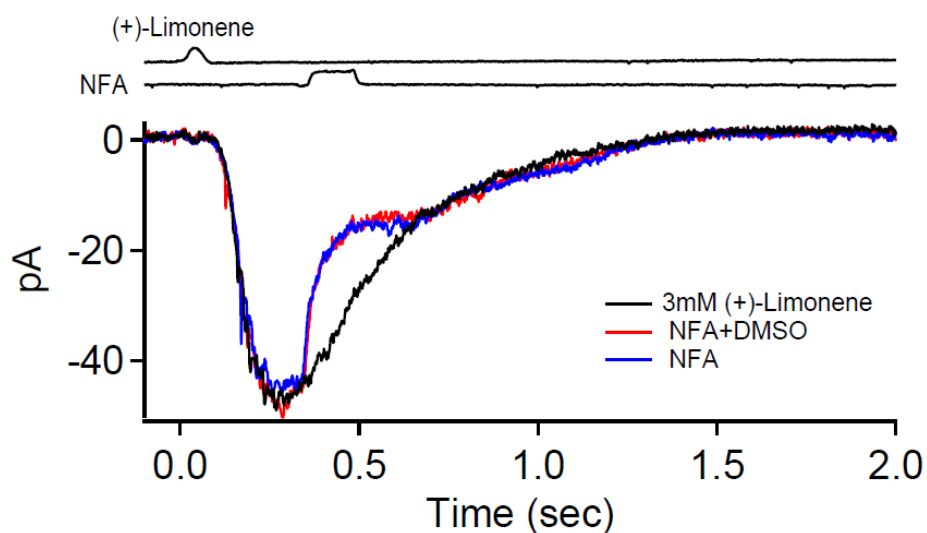 (+)-Limonene
NFA
0
-20
-40
pA
3mM (+)-Limonene
NFA+DMSO
NFA
0.0 0.5 1.0 1.5 2.0
Time (sec)